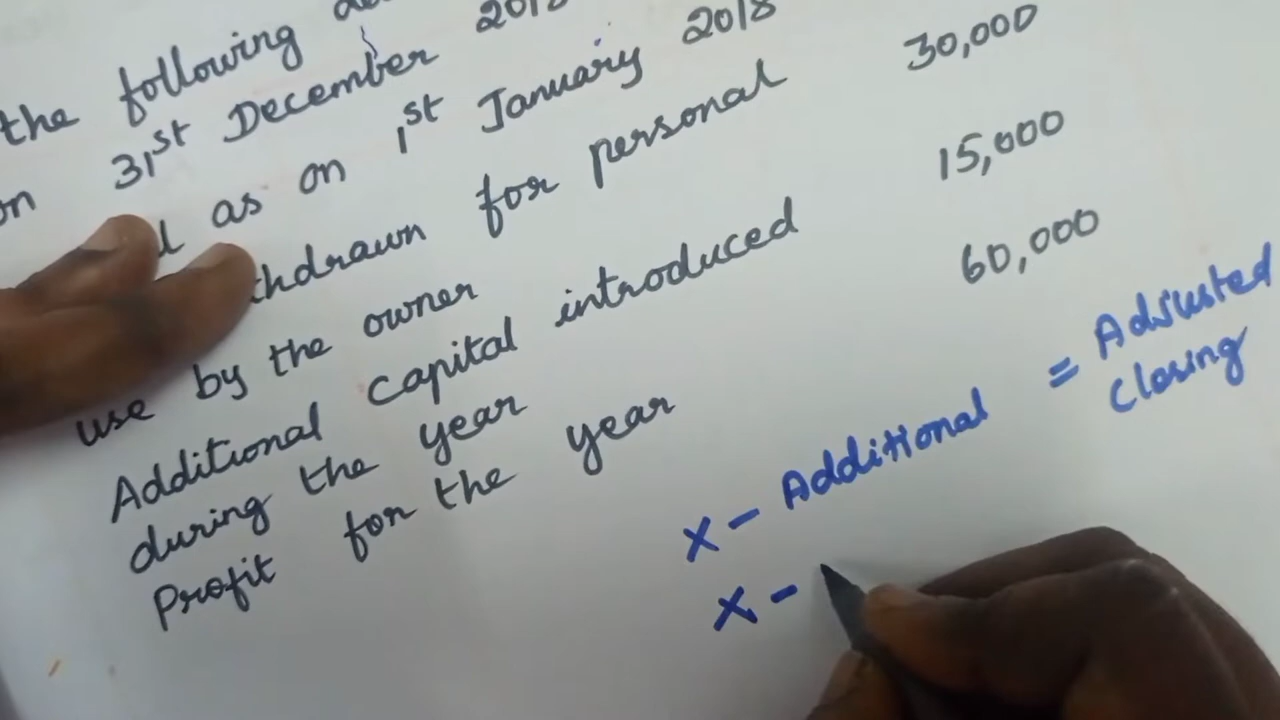 the following
on 31st December 2018
as on 1st January 2018
thdrawn for personal 30,000
use by the owner
Additional capital introduced 15,000
during the year
Profit for the year 60,000
x - Additional = Adjusted
closing
x -